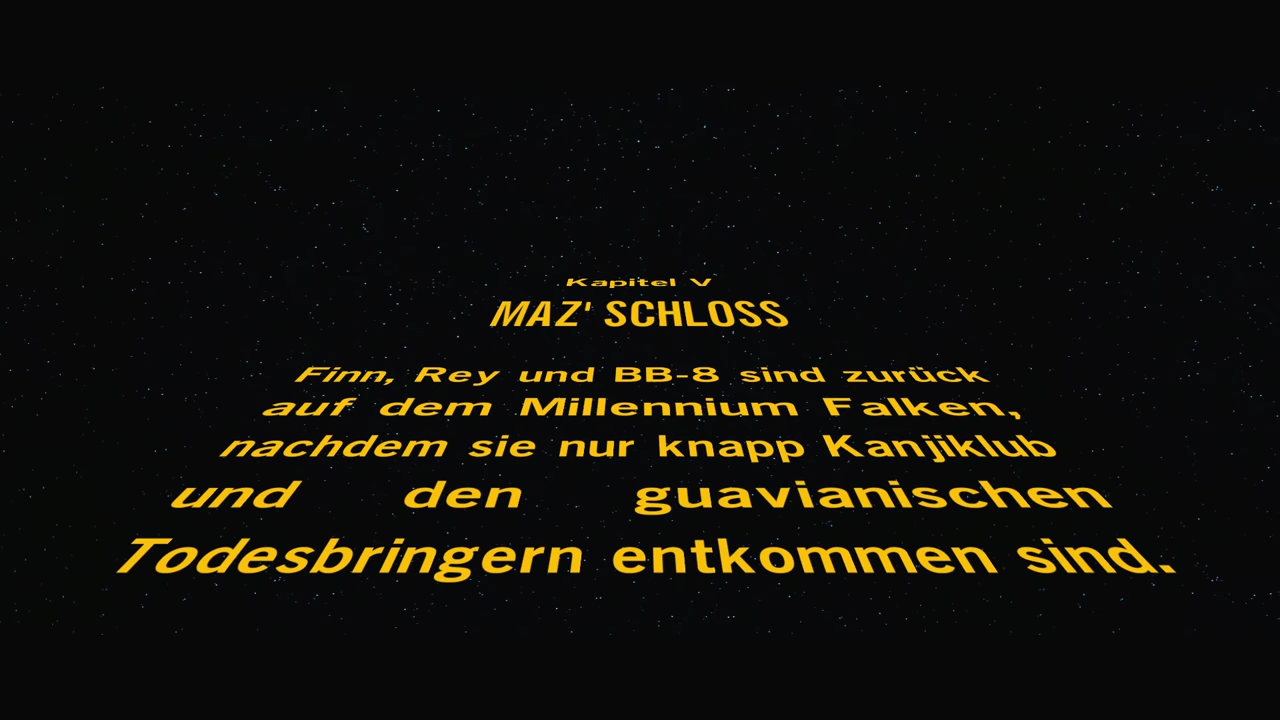 Kapitel V
MAZ' SCHLOSS
Finn, Rey und BB-8 sind zurück
auf dem Millennium Falken,
nachdem sie nur knapp Kanjiklub
und den guavianischen
Todesbringern entkommen sind.